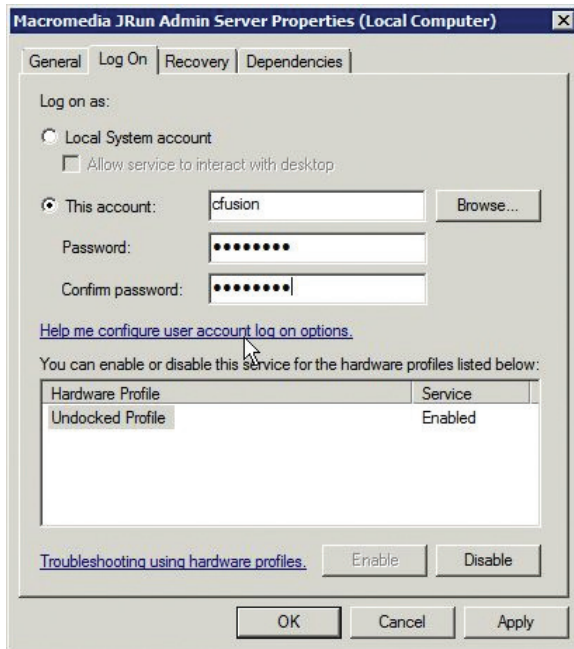 Macromedia JRun Admin Server Properties (Local Computer)
General Log On Recovery Dependencies
Log on as:
Local System account
Allow service to interact with desktop
This account: cfusion Browse...
Password: ●●●●●●●●
Confirm password: ●●●●●●●●
Help me configure user account log on options.
You can enable or disable this service for the hardware profiles listed below:
Hardware Profile Service
Undocked Profile Enabled
Troubleshooting using hardware profiles. Enable Disable
OK Cancel Apply